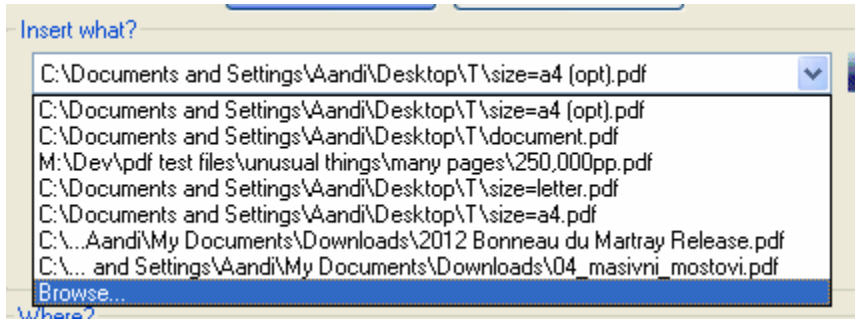 Insert what?
C:\Documents and Settings\Aandi\Desktop\T\size=a4 (opt).pdf
C:\Documents and Settings\Aandi\Desktop\T\size=a4 (opt).pdf
C:\Documents and Settings\Aandi\Desktop\T\document.pdf
M:\Dev\pdf test files\unusual things\many pages\250,000pp.pdf
C:\Documents and Settings\Aandi\Desktop\T\size=letter.pdf
C:\Documents and Settings\Aandi\Desktop\T\size=a4.pdf
C:\...Aandi\My Documents\Downloads\2012 Bonneau du Martray Release.pdf
C:\... and Settings\Aandi\My Documents\Downloads\04_masivni_mostovi.pdf
Browse...
Where?